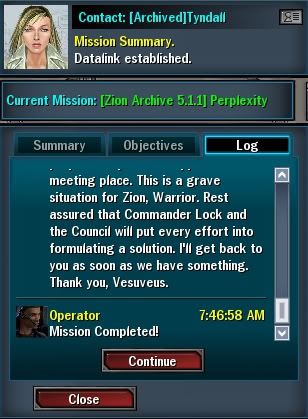 Contact: [Archived]Tyndall
Mission Summary.
Datalink established.
Current Mission: [Zion Archive 5.1.1] Perplexity
Summary Objectives Log
meeting place. This is a grave
situation for Zion, Warrior. Rest
assured that Commander Lock and
the Council will put every effort into
formulating a solution. I'll get back to
you as soon as we have something.
Thank you, Vesuveus.
Operator 7:46:58 AM
Mission Completed!
Continue
Close